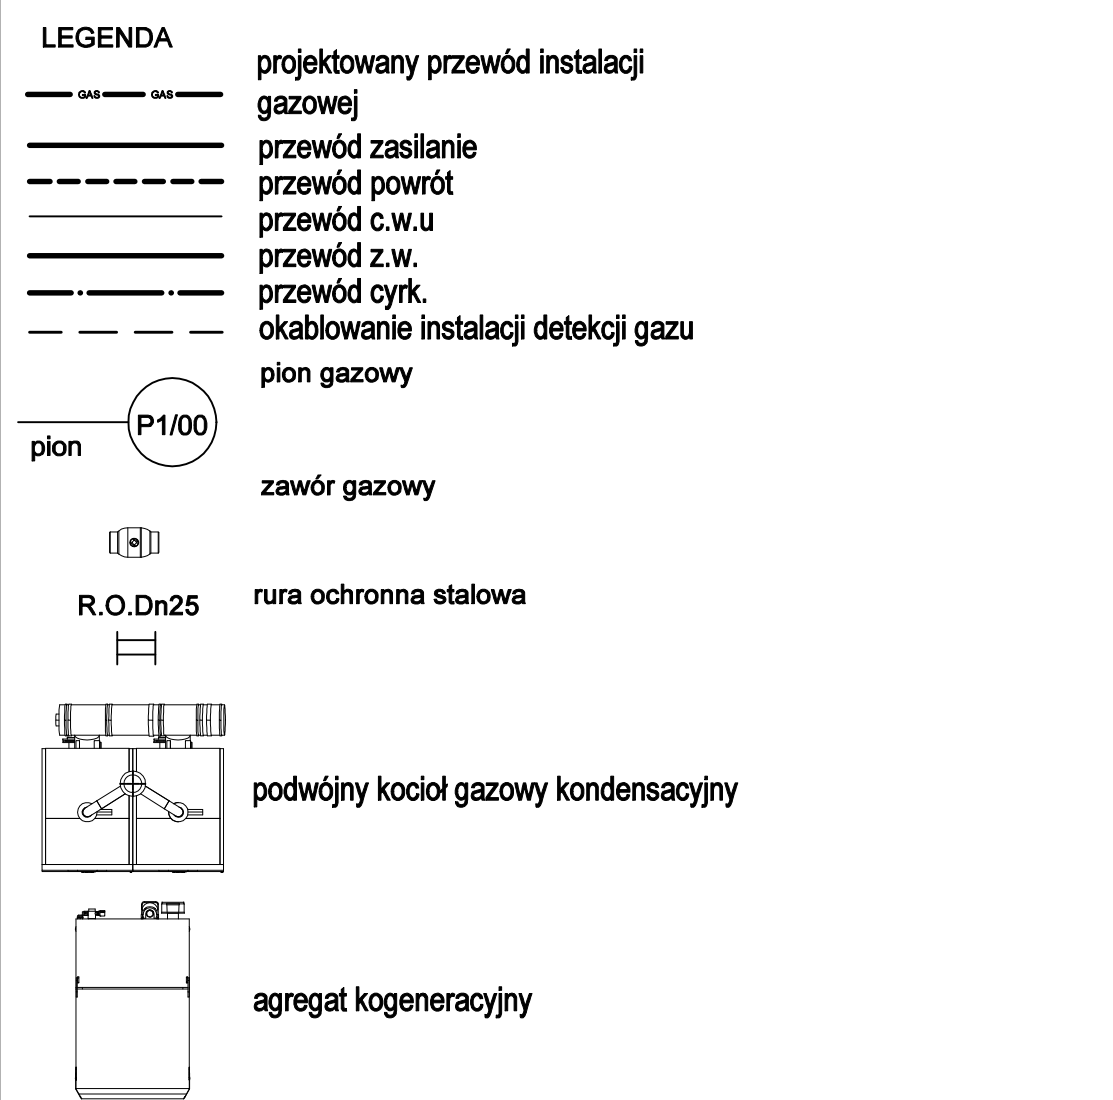 LEGENDA
projektowany przewód instalacji
GAS GAS
gazowej
przewód zasilanie
przewód powrót
przewód c.w.u
przewód z.w.
przewód cyrk.
okablowanie instalacji detekcji gazu
pion gazowy
P1/00
pion
zawór gazowy
rura ochronna stalowa
R.O.Dn25
podwójny kocioł gazowy kondensacyjny
agregat kogeneracyjny